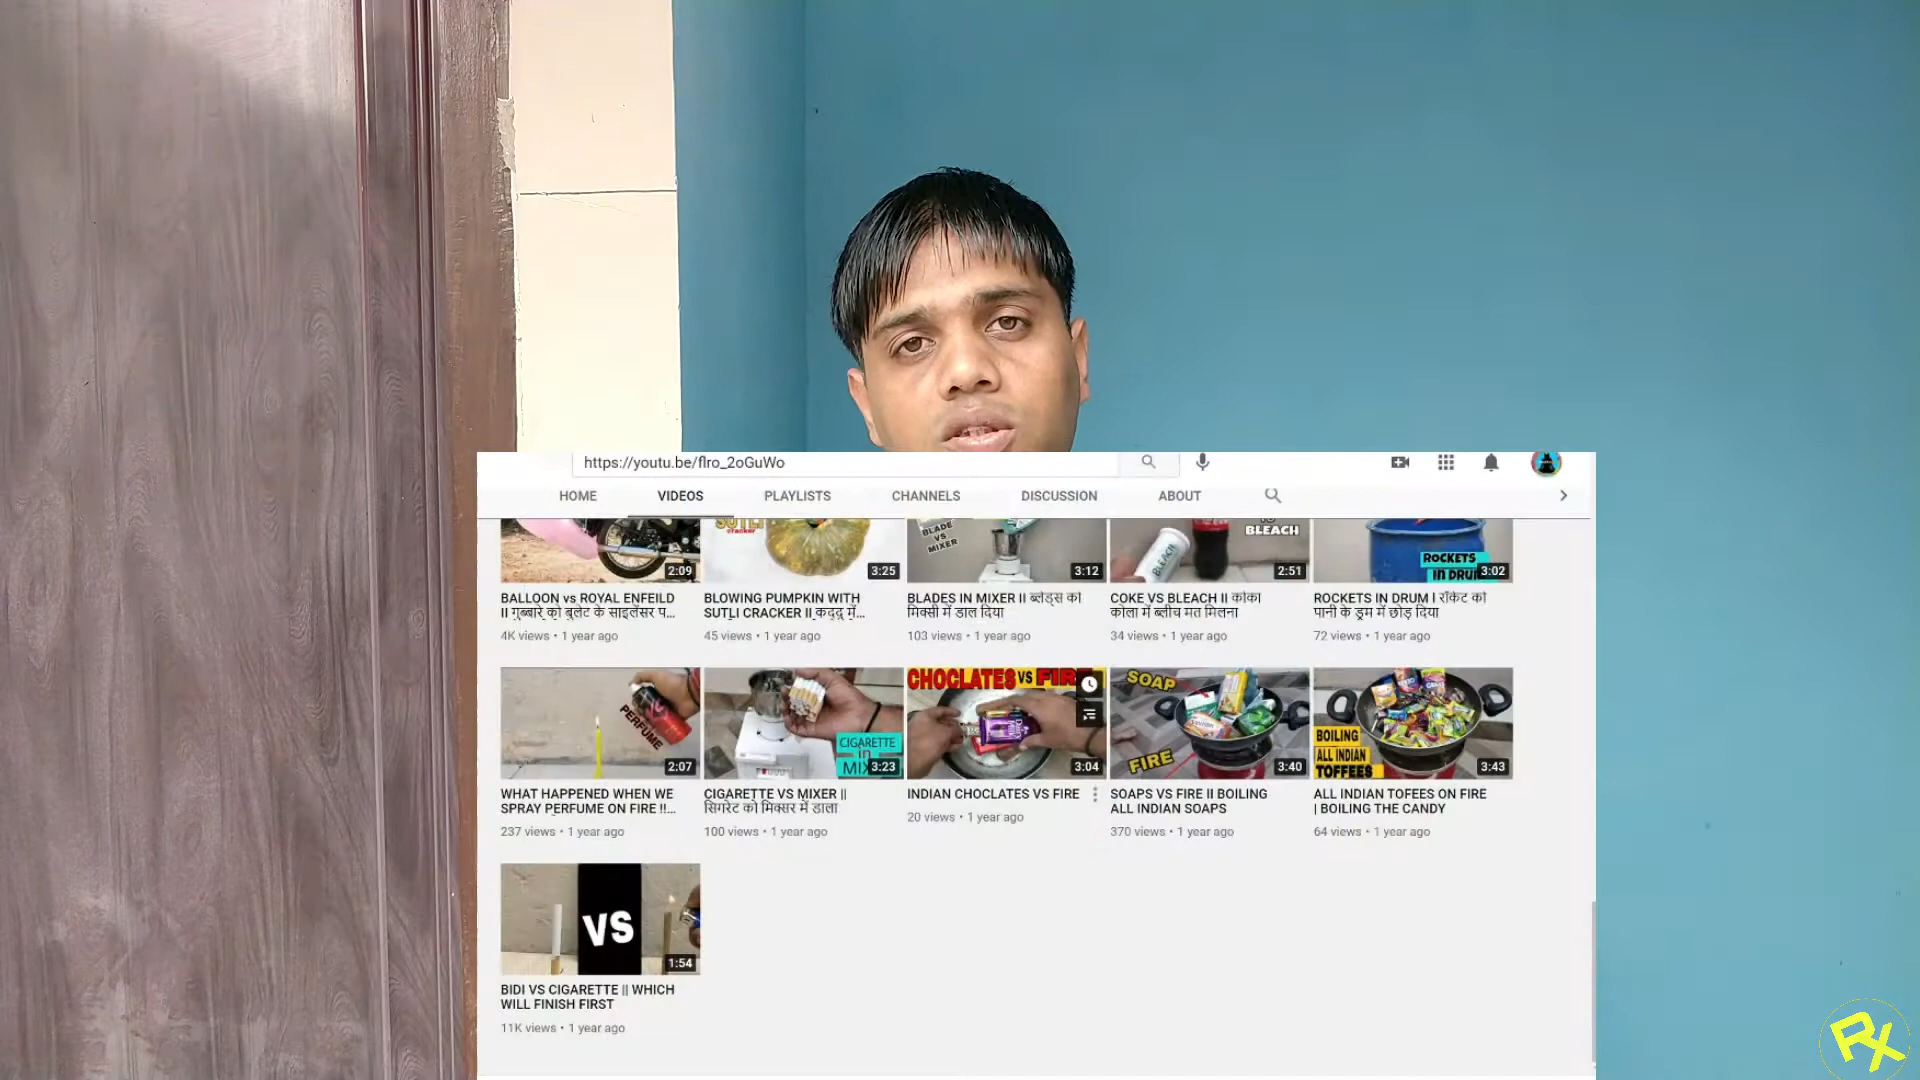 https://youtu.be/flro_2oGuWo
HOME VIDEOS PLAYLISTS CHANNELS DISCUSSION ABOUT
SUTLI
cracker
BLADE
VS
MIXER
BLEACH
BLEACH
ROCKETS
in DRUM
2:09 3:25 3:12 2:51 3:02
BALLOON vs ROYAL ENFEILD
II गुब्बारे को बुलेट के साइलेंसर प...
4K views • 1 year ago
BLOWING PUMPKIN WITH
SUTLI CRACKER II कद्दू में...
45 views • 1 year ago
BLADES IN MIXER II ब्लेड्स को
मिक्सी में डाल दिया
103 views • 1 year ago
COKE VS BLEACH II कोका
कोला में ब्लीच मत मिलना
34 views • 1 year ago
ROCKETS IN DRUM I रॉकेट को
पानी के ड्रम में छोड़ दिया
72 views • 1 year ago
PERFUME
2:07
CIGARETTE
in
MIX
3:23
CHOCLATES VS FIRE
3:04
SOAP
FIRE
3:40
BOILING
ALL INDIAN
TOFFEES
3:43
WHAT HAPPENED WHEN WE
SPRAY PERFUME ON FIRE !!...
237 views • 1 year ago
CIGARETTE VS MIXER ||
सिगरेट को मिक्सर में डाला
100 views • 1 year ago
INDIAN CHOCLATES VS FIRE
20 views • 1 year ago
SOAPS VS FIRE II BOILING
ALL INDIAN SOAPS
370 views • 1 year ago
ALL INDIAN TOFEES ON FIRE
| BOILING THE CANDY
64 views • 1 year ago
VS
1:54
BIDI VS CIGARETTE || WHICH
WILL FINISH FIRST
11K views • 1 year ago
RX